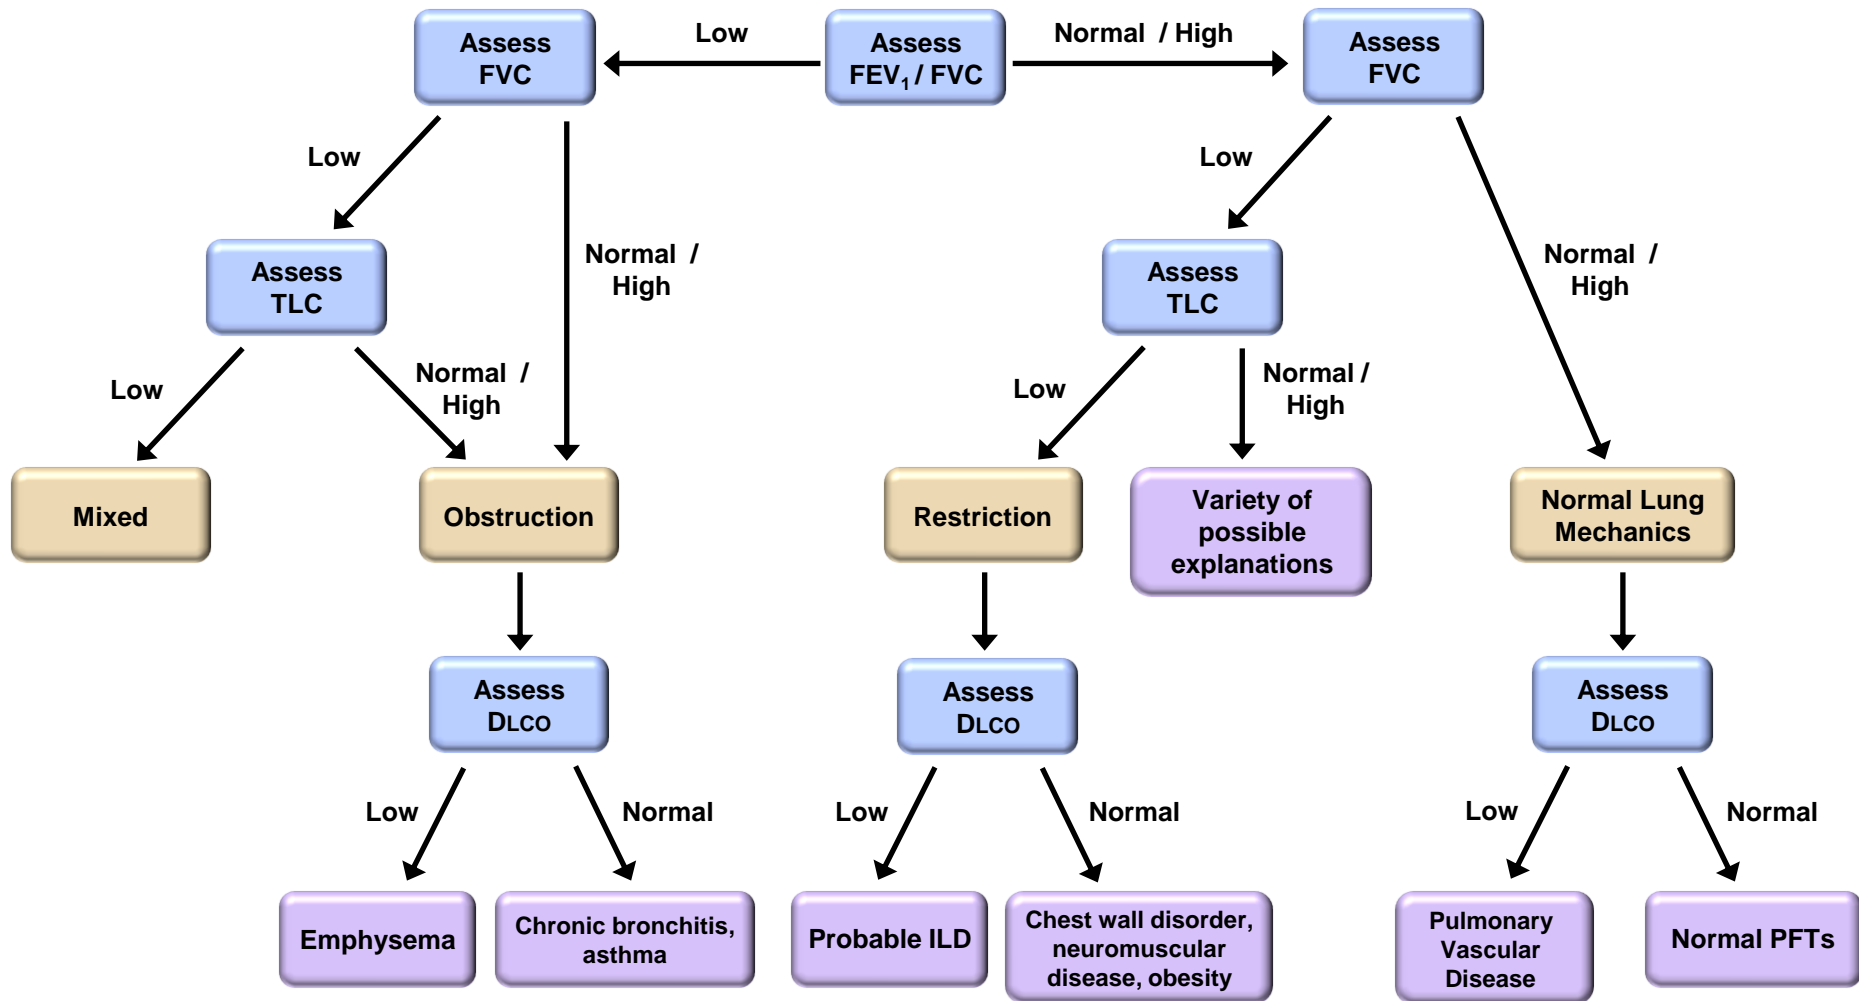 Assess
FVC
Low
Assess
FEV₁ / FVC
Normal / High
Assess
FVC
Low
Normal /
High
Low
Normal /
High
Assess
TLC
Assess
TLC
Low
Normal /
High
Low
Normal /
High
Mixed
Obstruction
Restriction
Variety of
possible
explanations
Normal Lung
Mechanics
Assess
DLCO
Assess
DLCO
Assess
DLCO
Low
Normal
Low
Normal
Low
Normal
Emphysema
Chronic bronchitis,
asthma
Probable ILD
Chest wall disorder,
neuromuscular
disease, obesity
Pulmonary
Vascular
Disease
Normal PFTs